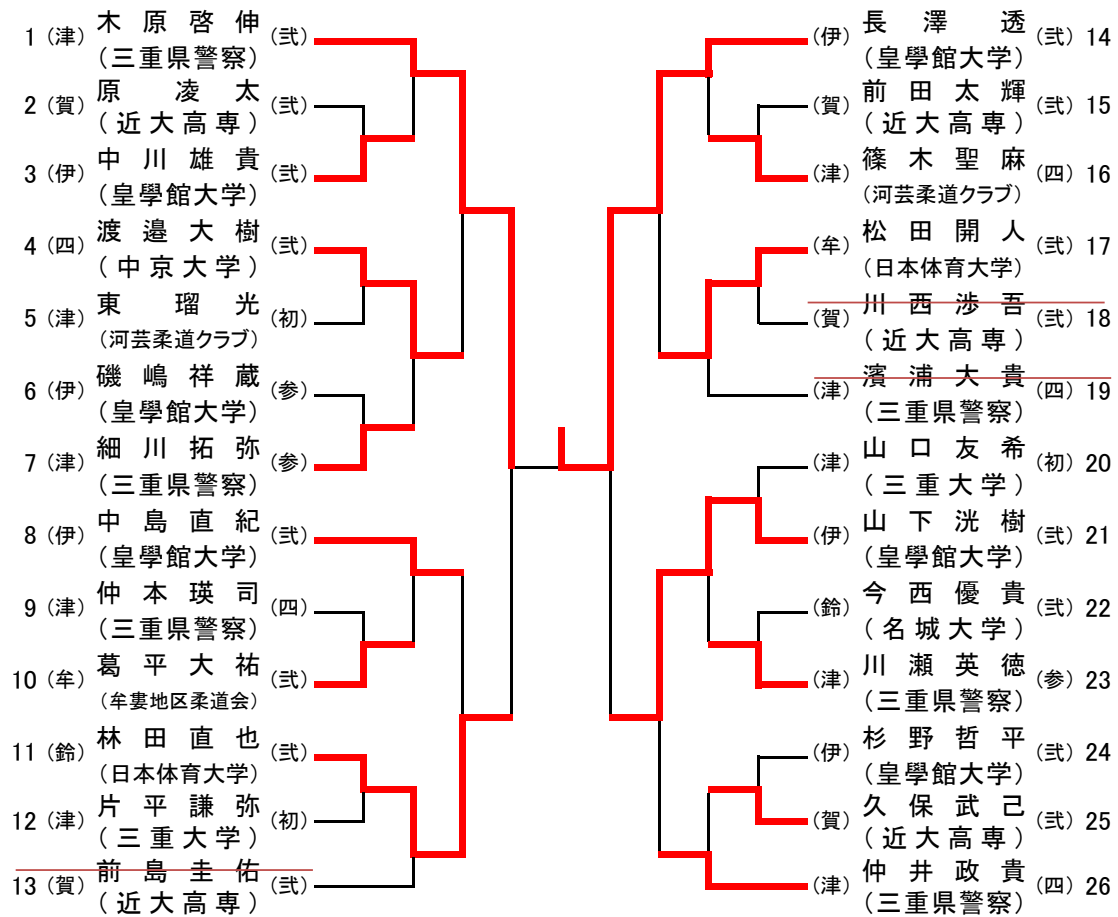 1 (津) 木原啓伸 (弐)
(三重県警察)
2 (賀) 原凌太 (弐)
(近大高専)
3 (伊) 中川雄貴 (弐)
(皇學館大学)
4 (四) 渡邉大樹 (弐)
(中京大学)
5 (津) 東瑠光 (初)
(河芸柔道クラブ)
6 (伊) 磯嶋祥蔵 (参)
(皇學館大学)
7 (津) 細川拓弥 (参)
(三重県警察)
8 (伊) 中島直紀 (弐)
(皇學館大学)
9 (津) 仲本瑛司 (四)
(三重県警察)
10 (牟) 葛平大祐 (弐)
(牟婁地区柔道会)
11 (鈴) 林田直也 (弐)
(日本体育大学)
12 (津) 片平謙弥 (初)
(三重大学)
13 (賀) 前島圭佑 (弐)
(近大高専)
(伊) 長澤透 (弐) 14
(皇學館大学)
(賀) 前田太輝 (弐) 15
(近大高専)
(津) 篠木聖麻 (四) 16
(河芸柔道クラブ)
(牟) 松田開人 (弐) 17
(日本体育大学)
(賀) 川西渉吾 (弐) 18
(近大高専)
(津) 濱浦大貴 (四) 19
(三重県警察)
(津) 山口友希 (初) 20
(三重大学)
(伊) 山下洸樹 (弐) 21
(皇學館大学)
(鈴) 今西優貴 (弐) 22
(名城大学)
(津) 川瀬英徳 (参) 23
(三重県警察)
(伊) 杉野哲平 (弐) 24
(皇學館大学)
(賀) 久保武己 (弐) 25
(近大高専)
(津) 仲井政貴 (四) 26
(三重県警察)